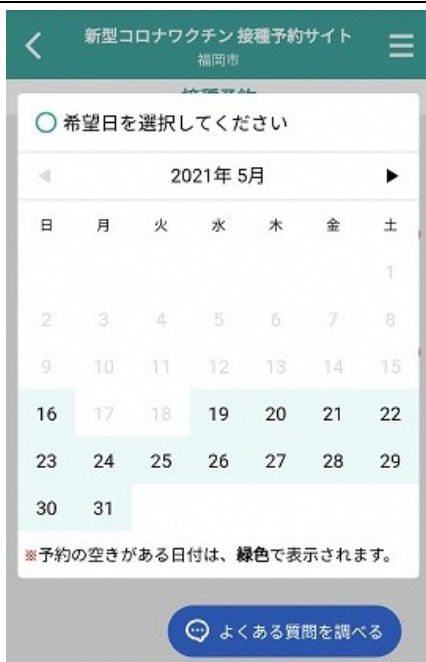 新型コロナワクチン 接種予約サイト
福岡市
接種予約
希望日を選択してください
2021年 5月
日 月 火 水 木 金 土
1
2 3 4 5 6 7 8
9 10 11 12 13 14 15
16 17 18 19 20 21 22
23 24 25 26 27 28 29
30 31
※予約の空きがある日付は、緑色で表示されます。
よくある質問を調べる